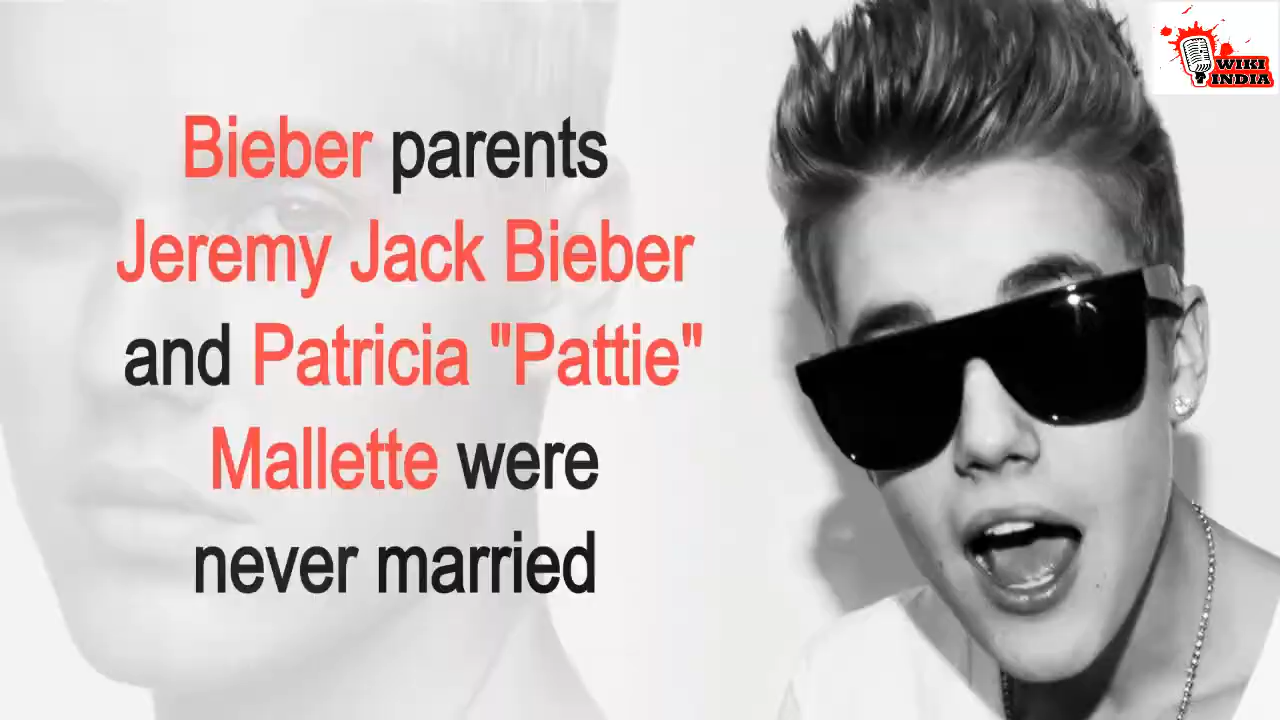 Bieber parents
Jeremy Jack Bieber
and Patricia "Pattie"
Mallette were
never married
WIKI
INDIA